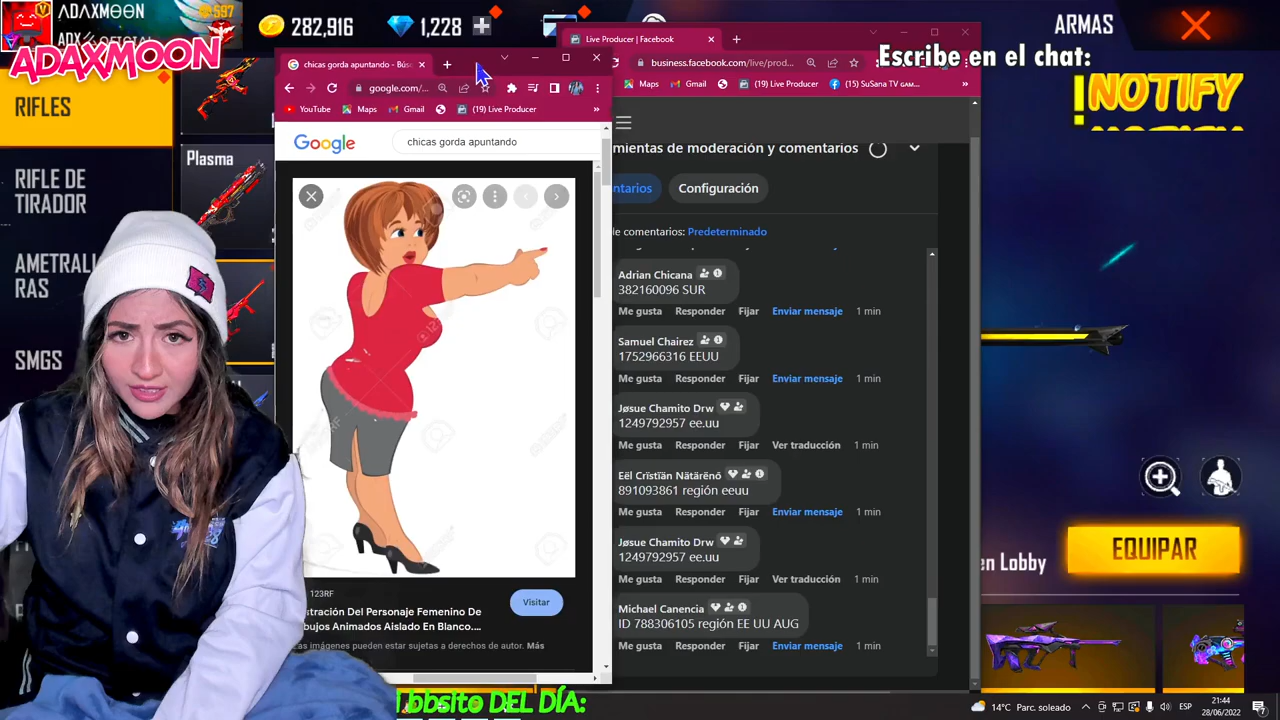 ADAXMOON
597
282,916
1,228
ADAXMOON
RIFLES
Plasma
RIFLE DE
TIRADOR
AMETRALL
RAS
SMGS
chicas gorda apuntando - Bús
google.com/...
YouTube
Maps
Gmail
(19) Live Producer
Google
chicas gorda apuntando
123RF
123RF
stración Del Personaje Femenino De
bujos Animados Aislado En Blanco....
Visitar
Las imágenes pueden estar sujetas a derechos de autor. Más
Live Producer | Facebook
business.facebook.com/live/prod...
Maps
Gmail
(19) Live Producer
(15) SuSana TV GAM...
mientas de moderación y comentarios
ntarios
Configuración
de comentarios: Predeterminado
Adrian Chicana
382160096 SUR
Me gusta Responder Fijar Enviar mensaje 1 min
Samuel Chairez
1752966316 EEUU
Me gusta Responder Fijar Enviar mensaje 1 min
Jøsue Chamito Drw
1249792957 ee.uu
Me gusta Responder Fijar Ver traducción 1 min
Eël Crïstïän Nätärënö
891093861 región eeuu
Me gusta Responder Fijar Enviar mensaje 1 min
Jøsue Chamito Drw
1249792957 ee.uu
Me gusta Responder Fijar Ver traducción 1 min
Michael Canencia
ID 788306105 región EE UU AUG
Me gusta Responder Fijar Enviar mensaje 1 min
ARMAS
Escribe en el chat:
¡NOTIFY
en Lobby
EQUIPAR
bbsito DEL DÍA:
14°C Parc. soleado
ESP
21:44
28/06/2022